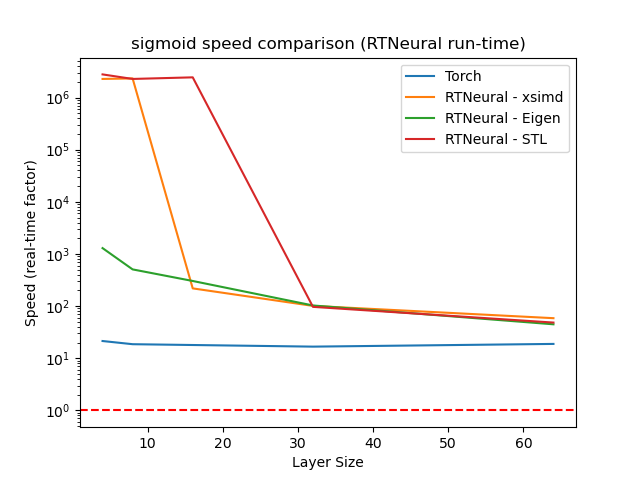 sigmoid speed comparison (RTNeural run-time)
Torch
RTNeural - xsimd
RTNeural - Eigen
RTNeural - STL
Speed (real-time factor)
10^6
10^5
10^4
10^3
10^2
10^1
10^0
10 20 30 40 50 60
Layer Size